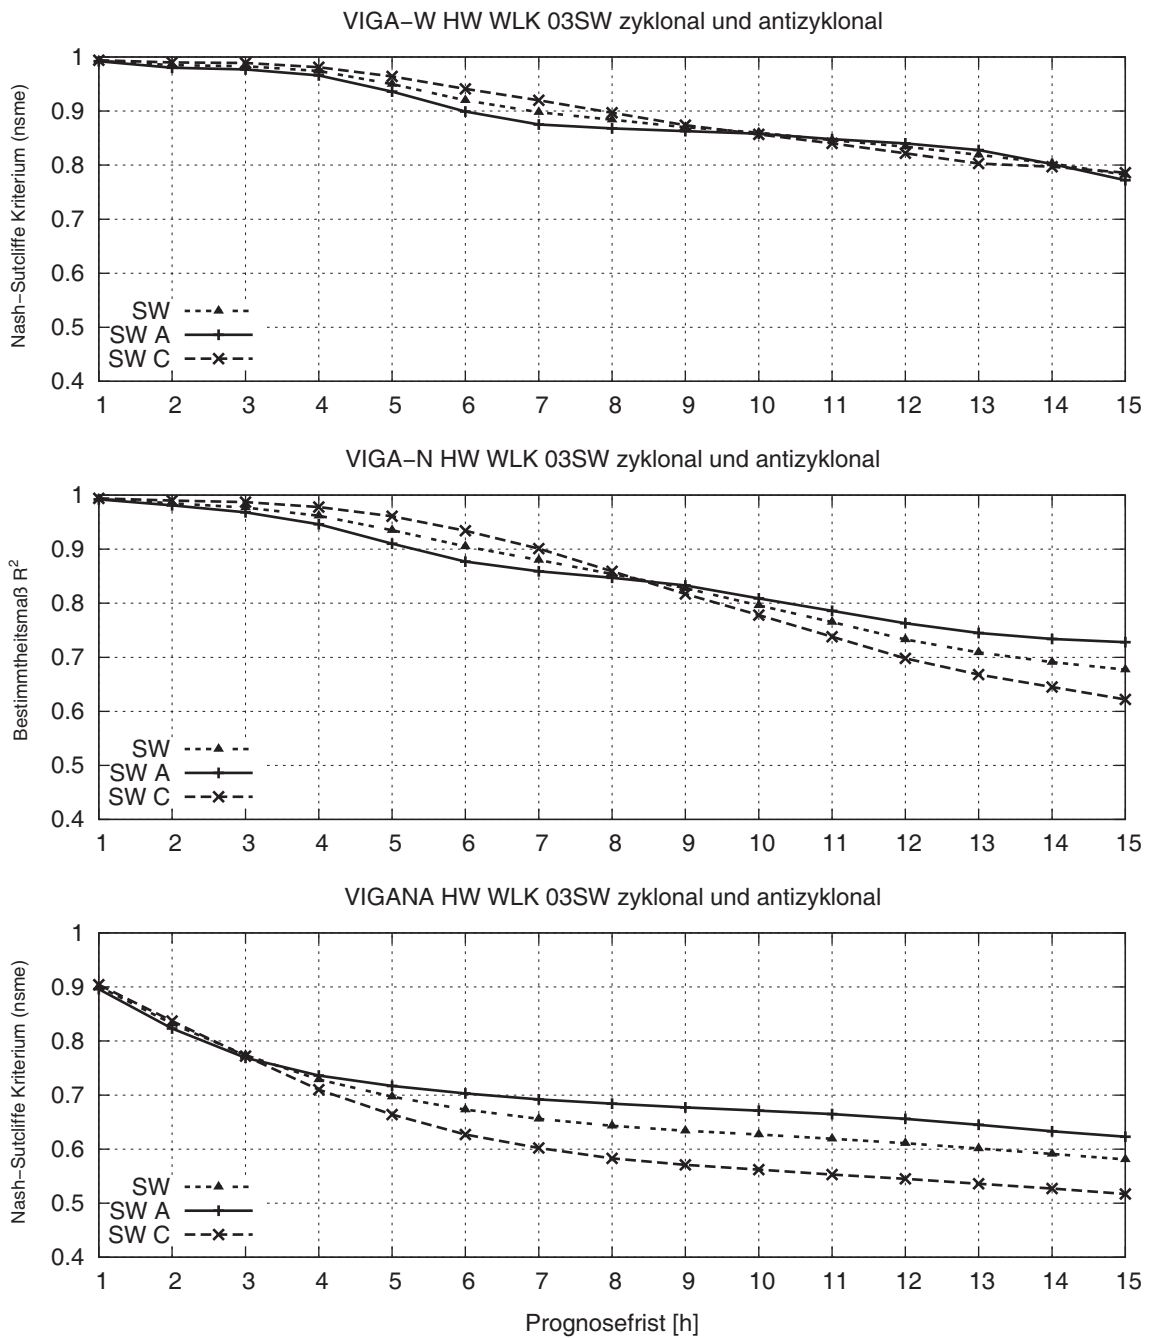 VIGA−W HW WLK 03SW zyklonal und antizyklonal
Nash−Sutcliffe Kriterium (nsme)
1
0.9
0.8
0.7
0.6
0.5
0.4
SW
SW A
SW C
1 2 3 4 5 6 7 8 9 10 11 12 13 14 15
VIGA−N HW WLK 03SW zyklonal und antizyklonal
Bestimmtheitsmaß R²
1
0.9
0.8
0.7
0.6
0.5
0.4
SW
SW A
SW C
1 2 3 4 5 6 7 8 9 10 11 12 13 14 15
VIGANA HW WLK 03SW zyklonal und antizyklonal
Nash−Sutcliffe Kriterium (nsme)
1
0.9
0.8
0.7
0.6
0.5
0.4
SW
SW A
SW C
1 2 3 4 5 6 7 8 9 10 11 12 13 14 15
Prognosefrist [h]